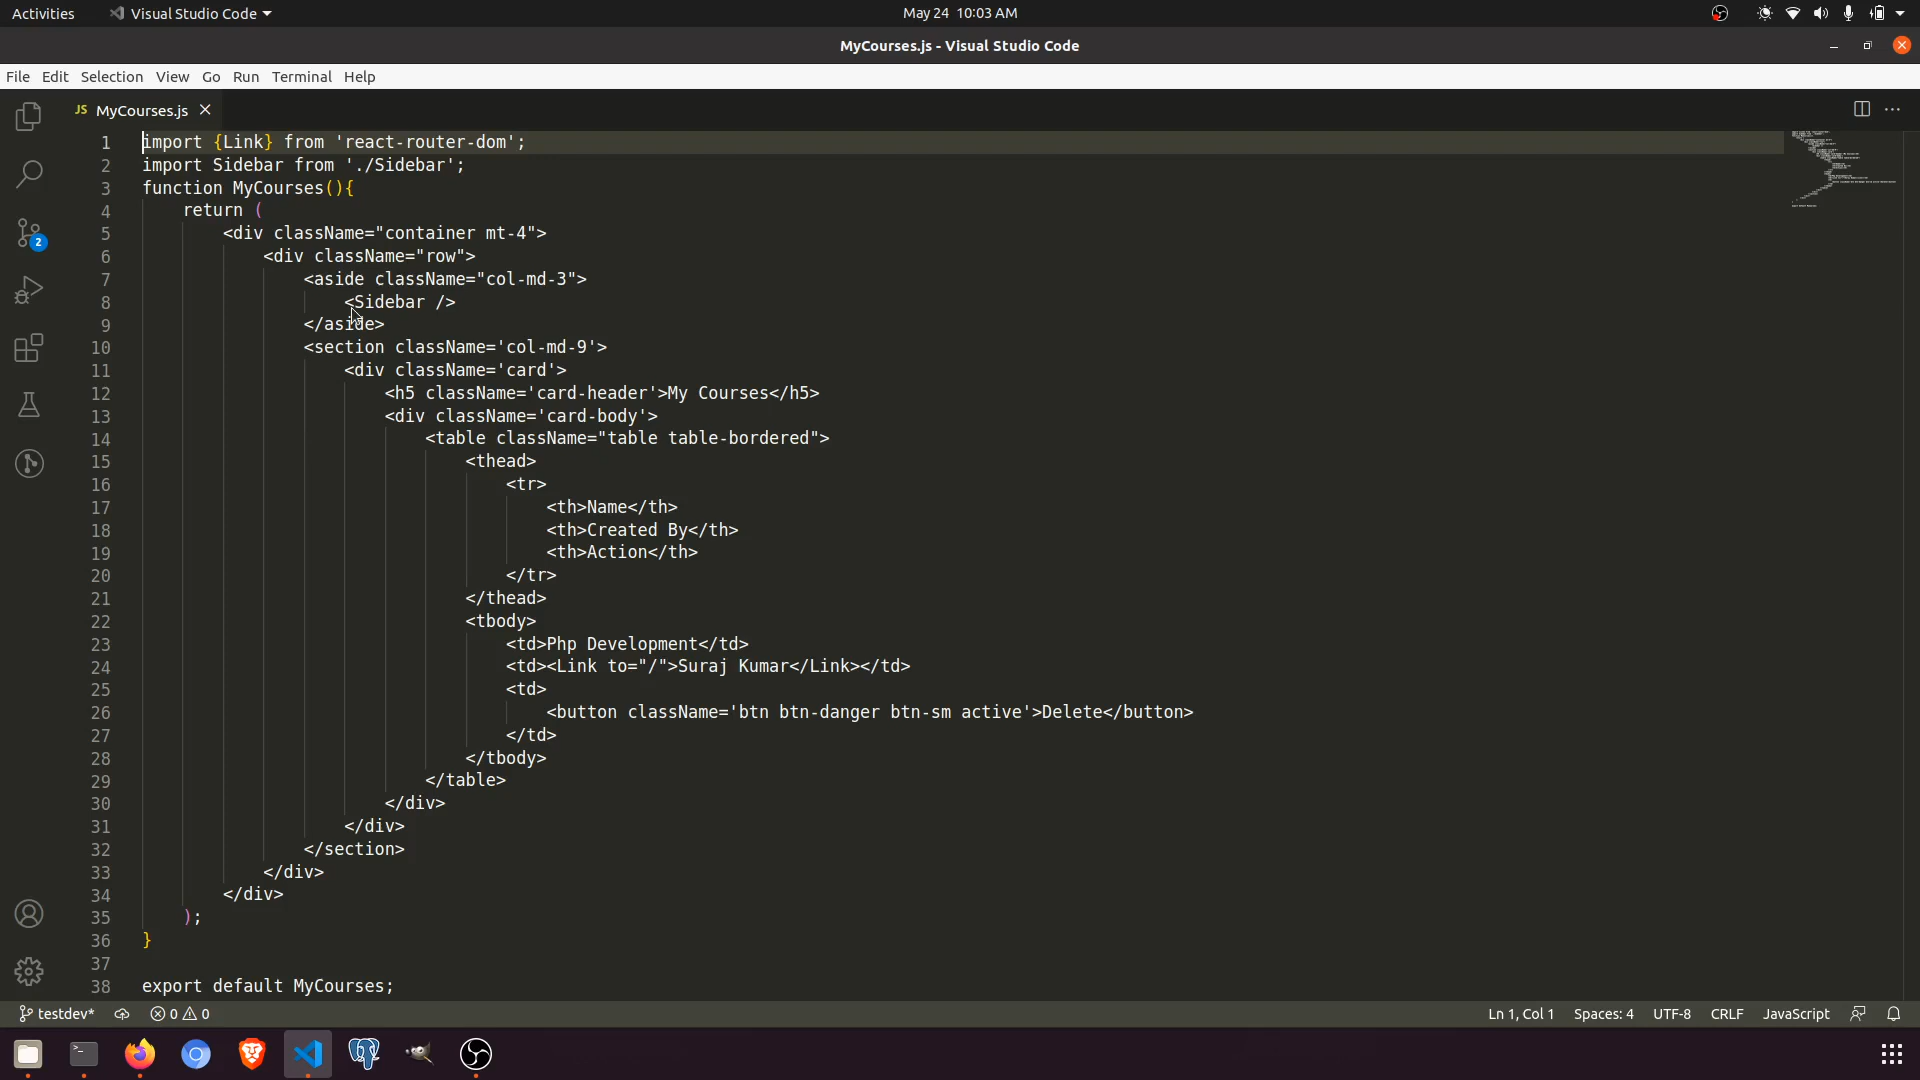 Activities Visual Studio Code May 24 10:03 AM
MyCourses.js - Visual Studio Code
File Edit Selection View Go Run Terminal Help
JS MyCourses.js
1 import {Link} from 'react-router-dom';
2 import Sidebar from './Sidebar';
3 function MyCourses(){
4 return (
5 <div className="container mt-4">
6 <div className="row">
7 <aside className="col-md-3">
8 <Sidebar />
9 </aside>
10 <section className='col-md-9'>
11 <div className='card'>
12 <h5 className='card-header'>My Courses</h5>
13 <div className='card-body'>
14 <table className="table table-bordered">
15 <thead>
16 <tr>
17 <th>Name</th>
18 <th>Created By</th>
19 <th>Action</th>
20 </tr>
21 </thead>
22 <tbody>
23 <td>Php Development</td>
24 <td><Link to="/">Suraj Kumar</Link></td>
25 <td>
26 <button className='btn btn-danger btn-sm active'>Delete</button>
27 </td>
28 </tbody>
29 </table>
30 </div>
31 </div>
32 </section>
33 </div>
34 </div>
35 );
36 }
37
38 export default MyCourses;
2
testdev* 0 0 Ln 1, Col 1 Spaces: 4 UTF-8 CRLF JavaScript